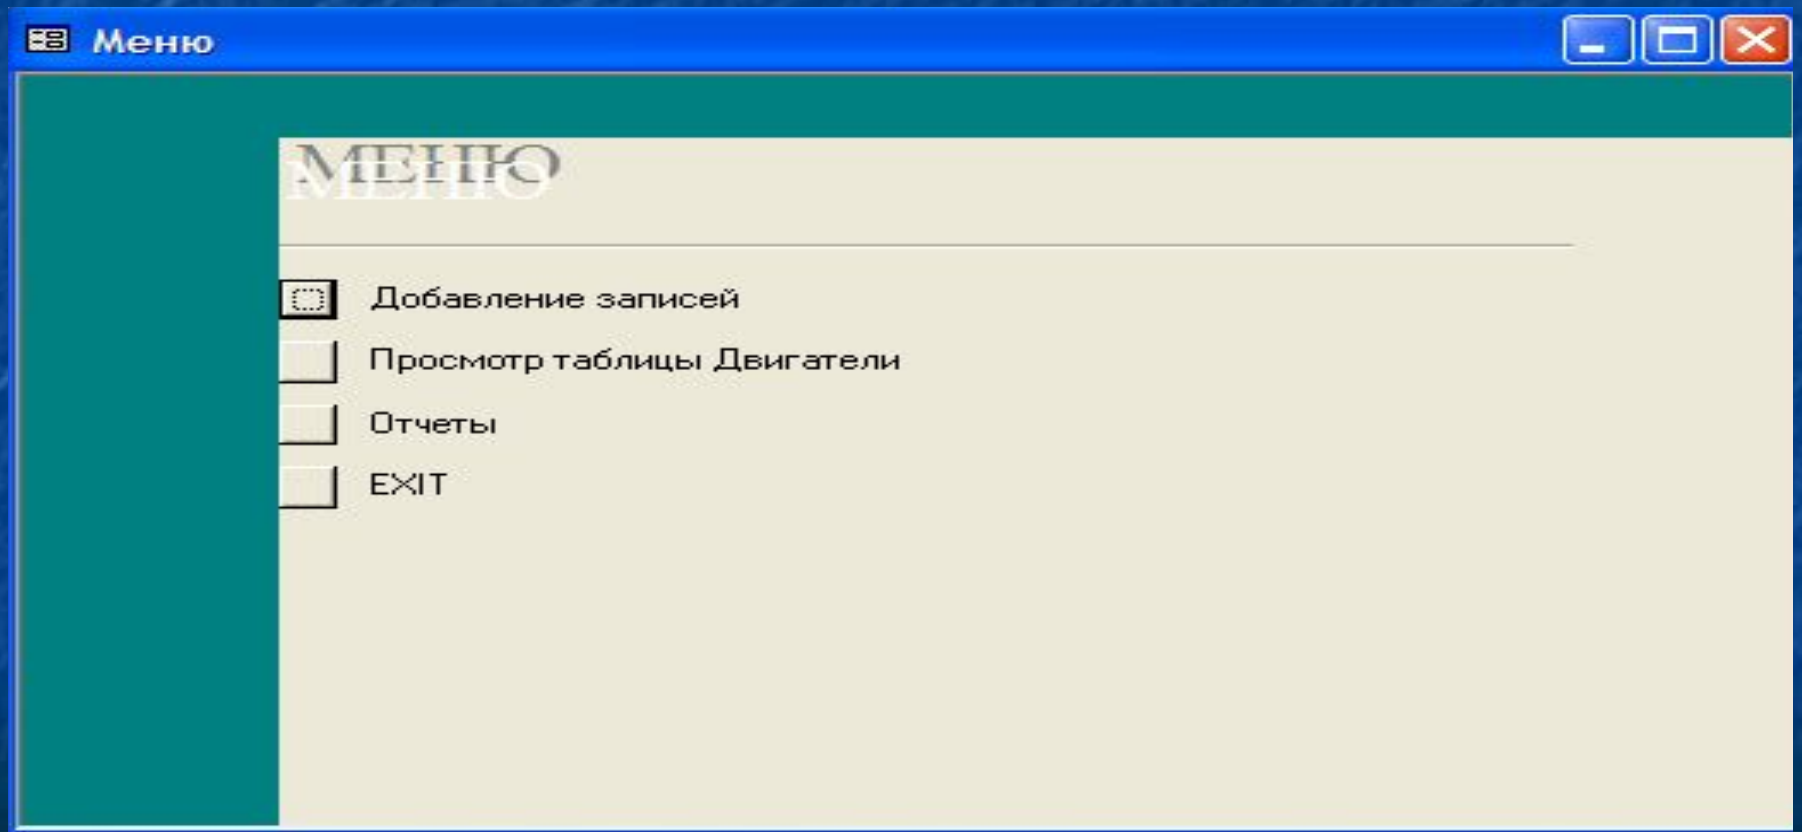 Меню
МЕНЮ
Добавление записей
Просмотр таблицы Двигатели
Отчеты
EXIT